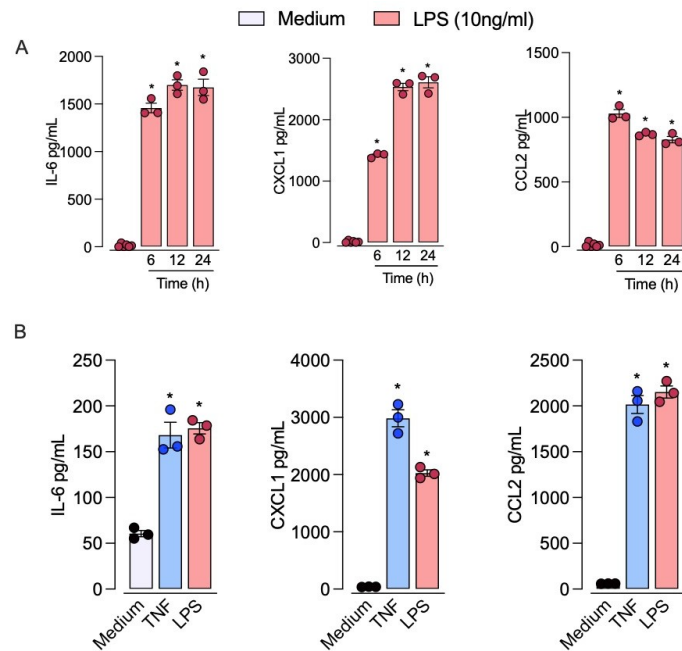 Medium LPS (10ng/ml)
A
IL-6 pg/mL
2000
1500
1000
500
0
*
*
*
6 12 24
Time (h)
CXCL1 pg/mL
3000
2000
1000
0
*
*
*
6 12 24
Time (h)
CCL2 pg/mL
1500
1000
500
0
*
*
*
6 12 24
Time (h)
B
IL-6 pg/mL
250
200
150
100
50
0
*
*
Medium
TNF
LPS
CXCL1 pg/mL
4000
3000
2000
1000
0
*
*
Medium
TNF
LPS
CCL2 pg/mL
2500
2000
1500
1000
500
0
*
*
Medium
TNF
LPS